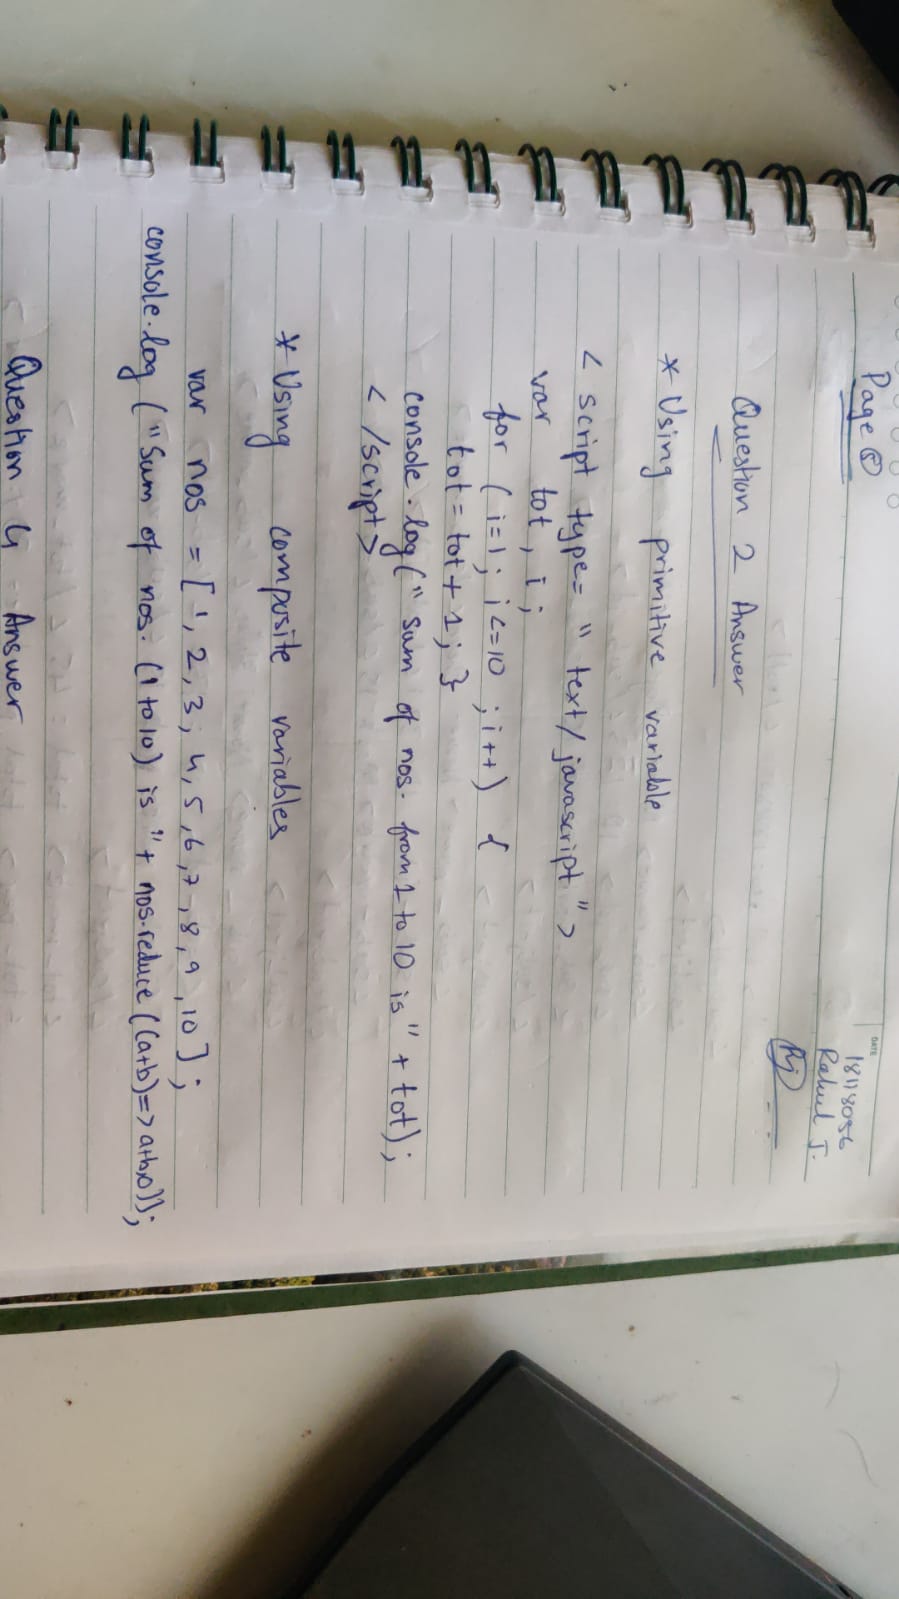 Page ⑧
DATE
18118056
Rahul J.
Rj
Question 2 Answer
* Using primitive variable
< script type= " text/javascript ">
var tot, i;
for (i=1; i<=10 ; i++) {
tot = tot + 1; }
console.log(" Sum of nos. from 1 to 10 is" + tot);
< /script>
* Using composite variables
var nos = [1, 2, 3, 4, 5, 6, 7, 8, 9, 10 ];
console.log ("Sum of nos. (1 to 10) is "+ nos.reduce ((a+b)=> a+b,0));
Question 4 Answer